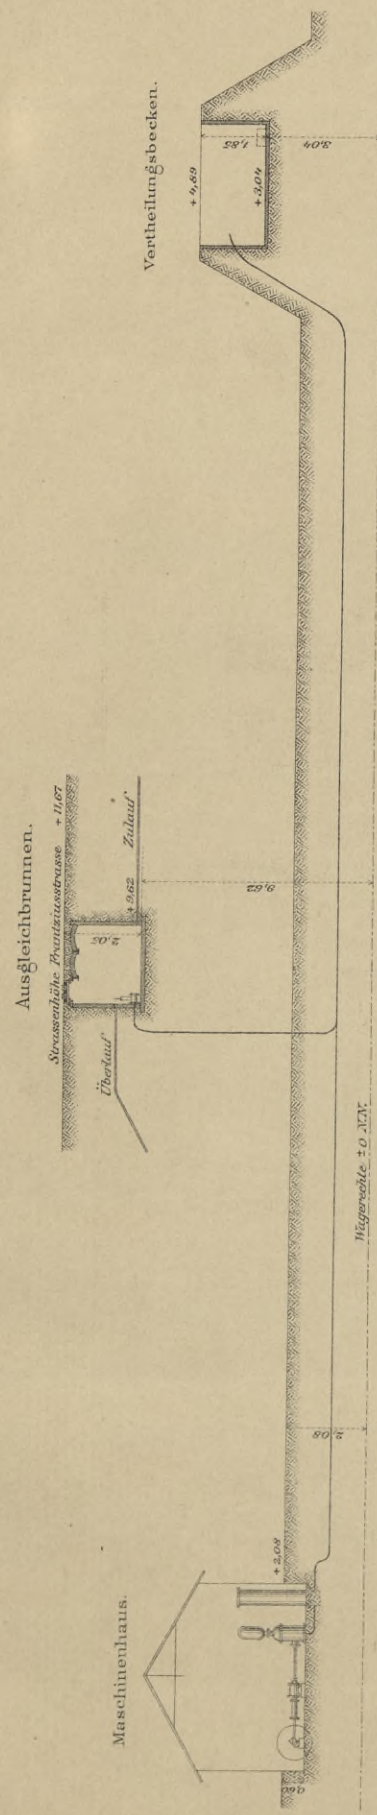 Maschinenhaus.
+2,08
2,08
Wagerechte ± 0 N.N.
Ausgleichbrunnen.
Strassenhöhe Frantziusstrasse +11,67
Überlauf
2,05
+9,62
Zulauf
9,62
Vertheilungsbecken.
+4,89
1,85
+3,04
3,04